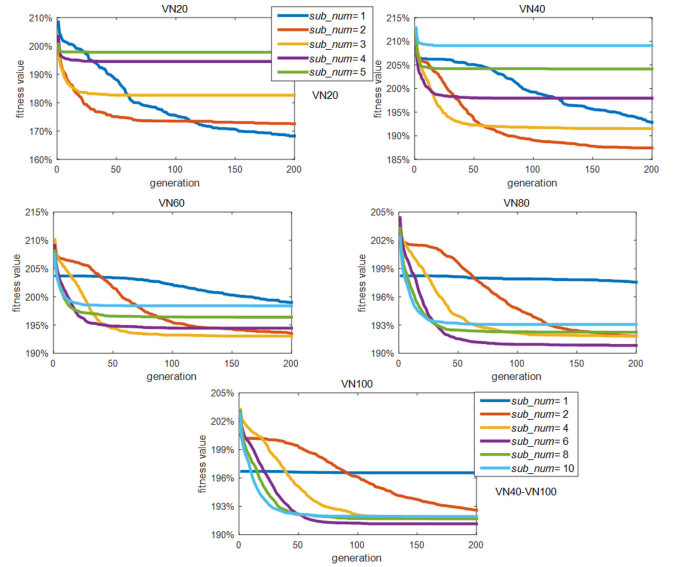 VN20
210%
200%
190%
180%
170%
160%
fitness value
0
50
100
150
200
generation
sub_num= 1
sub_num= 2
sub_num= 3
sub_num= 4
sub_num= 5
VN20
VN40
215%
210%
205%
200%
195%
190%
185%
fitness value
0
50
100
150
200
generation
VN60
215%
210%
205%
200%
195%
190%
fitness value
0
50
100
150
200
generation
VN80
205%
202%
199%
196%
193%
190%
fitness value
0
50
100
150
200
generation
VN100
205%
202%
199%
196%
193%
190%
fitness value
0
50
100
150
200
generation
sub_num= 1
sub_num= 2
sub_num= 4
sub_num= 6
sub_num= 8
sub_num= 10
VN40-VN100